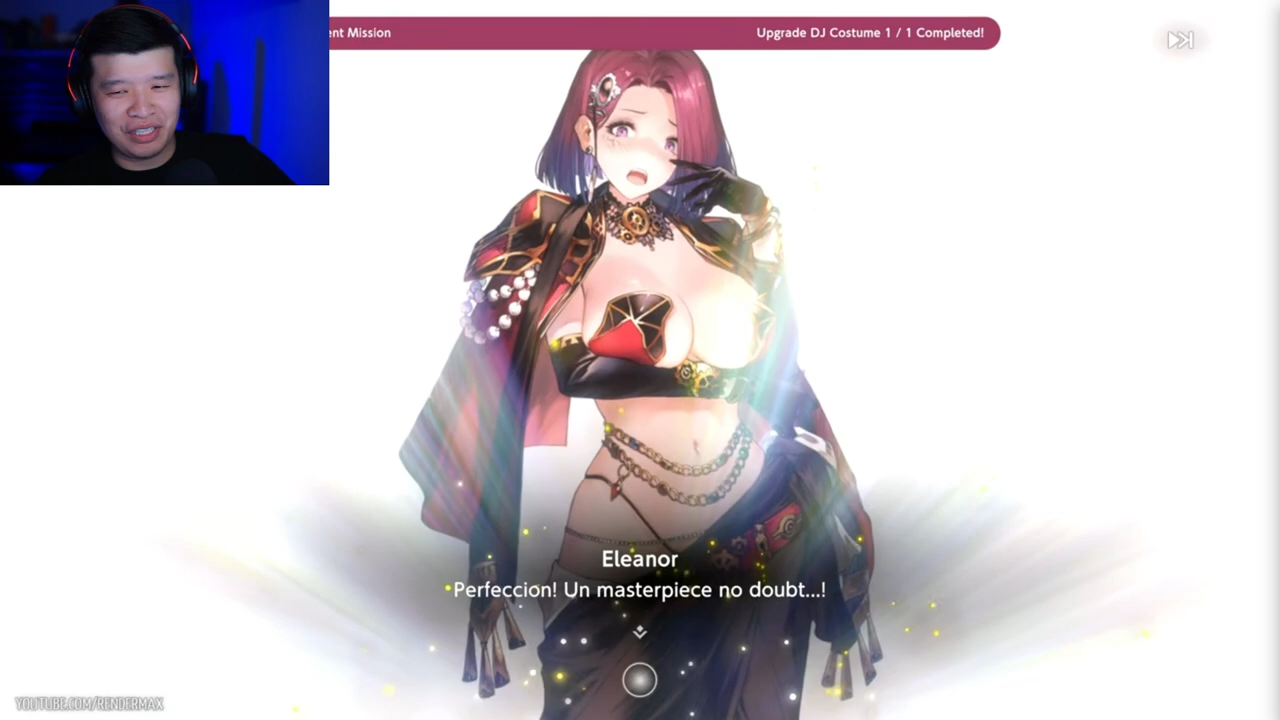 ent Mission
Upgrade DJ Costume 1 / 1 Completed!
Eleanor
Perfeccion! Un masterpiece no doubt...!
YOUTUBE.COM/RENDERMAX